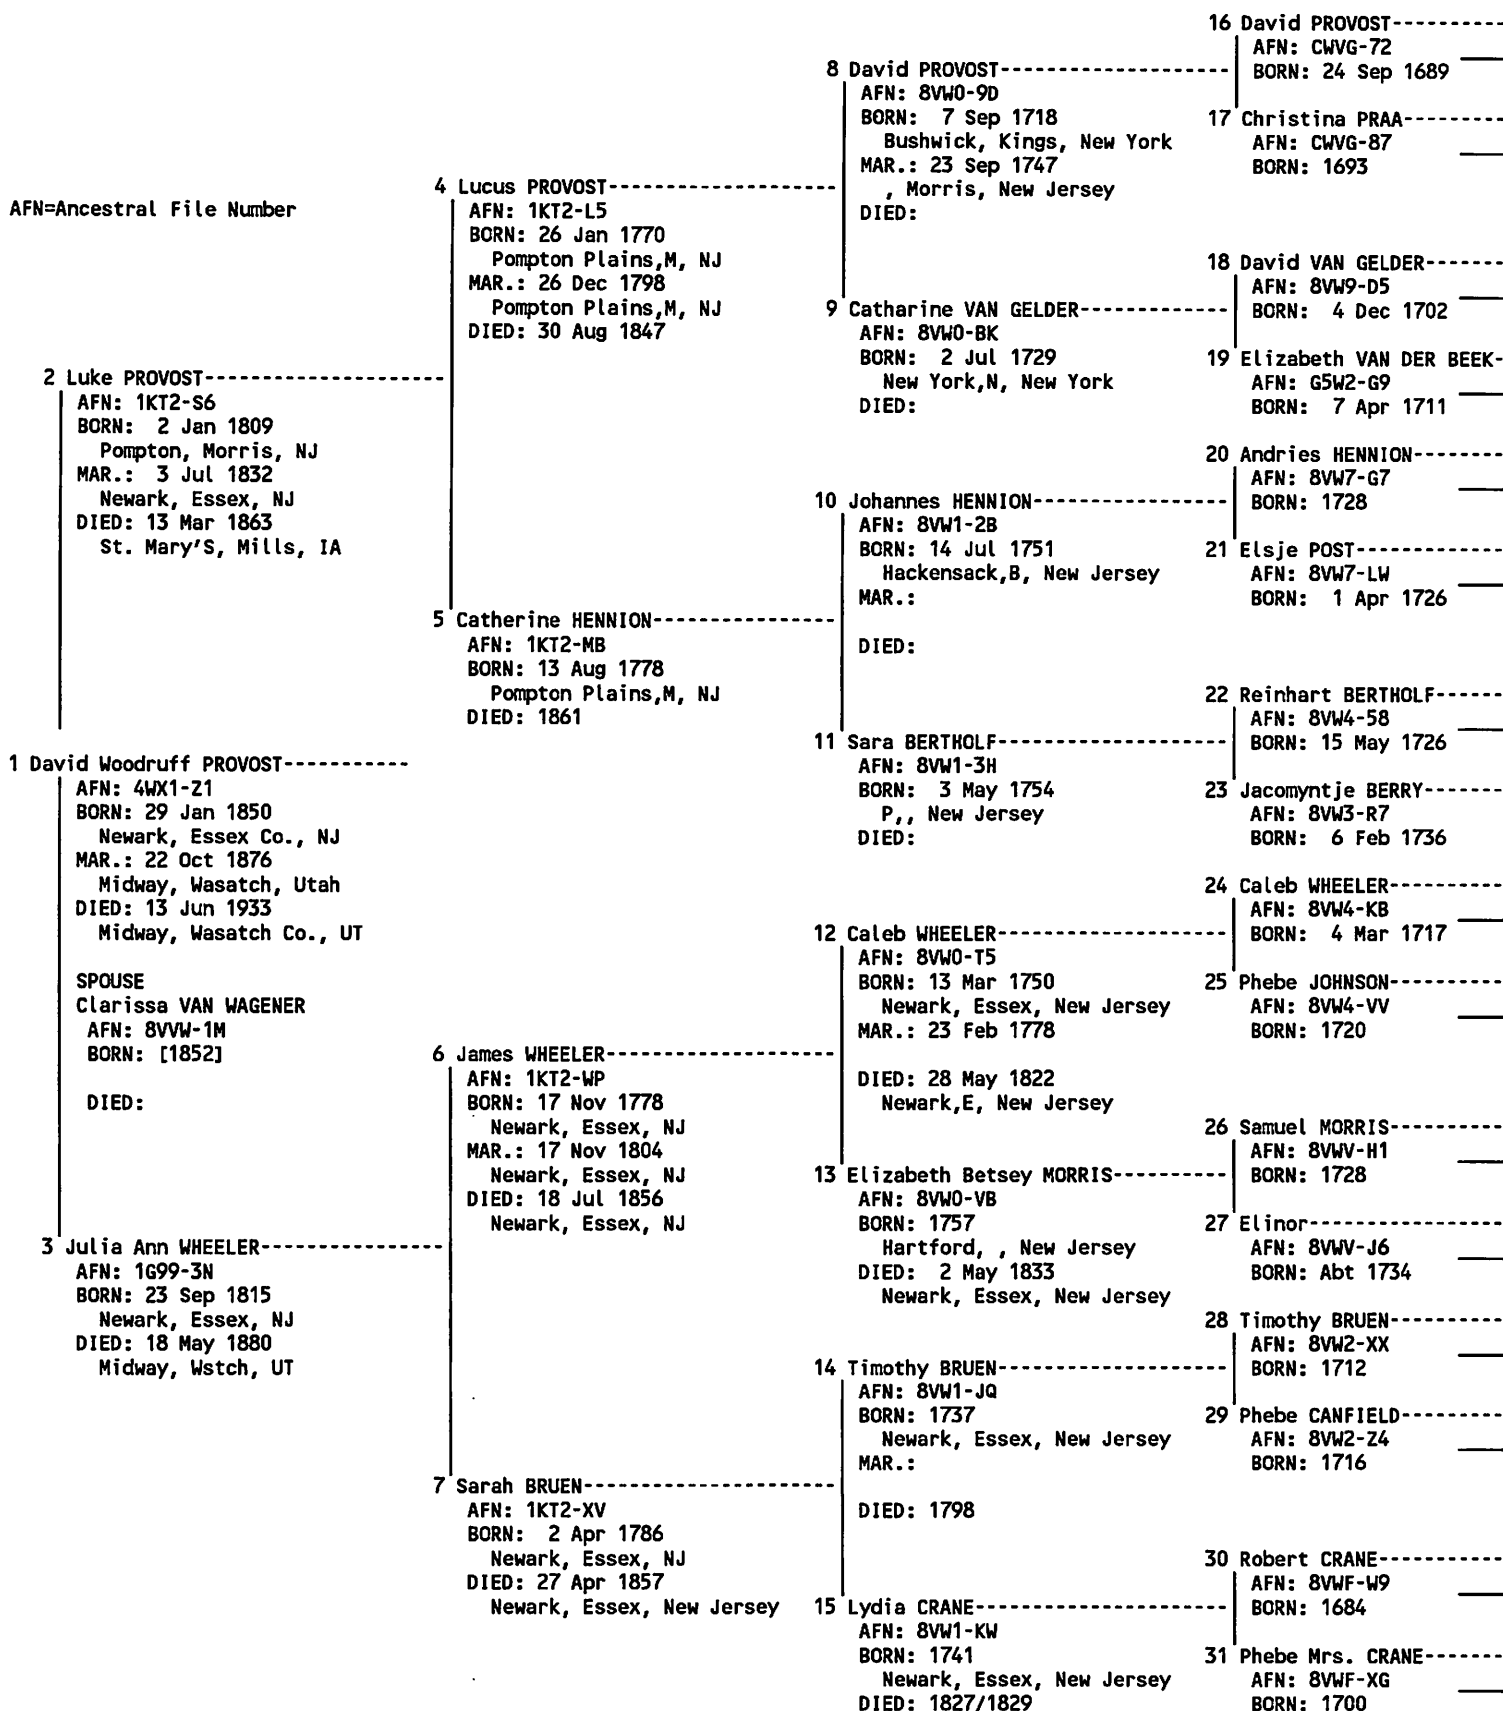 AFN=Ancestral File Number
1 David Woodruff PROVOST-----------
AFN: 4WX1-Z1
BORN: 29 Jan 1850
Newark, Essex Co., NJ
MAR.: 22 Oct 1876
Midway, Wasatch, Utah
DIED: 13 Jun 1933
Midway, Wasatch Co., UT
SPOUSE
Clarissa VAN WAGENER
AFN: 8VVW-1M
BORN: [1852]
DIED:
2 Luke PROVOST----------------------
AFN: 1KT2-S6
BORN: 2 Jan 1809
Pompton, Morris, NJ
MAR.: 3 Jul 1832
Newark, Essex, NJ
DIED: 13 Mar 1863
St. Mary'S, Mills, IA
3 Julia Ann WHEELER-----------------
AFN: 1G99-3N
BORN: 23 Sep 1815
Newark, Essex, NJ
DIED: 18 May 1880
Midway, Wstch, UT
4 Lucus PROVOST---------------------
AFN: 1KT2-L5
BORN: 26 Jan 1770
Pompton Plains,M, NJ
MAR.: 26 Dec 1798
Pompton Plains,M, NJ
DIED: 30 Aug 1847
5 Catherine HENNION----------------
AFN: 1KT2-MB
BORN: 13 Aug 1778
Pompton Plains,M, NJ
DIED: 1861
6 James WHEELER---------------------
AFN: 1KT2-WP
BORN: 17 Nov 1778
Newark, Essex, NJ
MAR.: 17 Nov 1804
Newark, Essex, NJ
DIED: 18 Jul 1856
Newark, Essex, NJ
7 Sarah BRUEN-----------------------
AFN: 1KT2-XV
BORN: 2 Apr 1786
Newark, Essex, NJ
DIED: 27 Apr 1857
Newark, Essex, New Jersey
8 David PROVOST---------------------
AFN: 8VW0-9D
BORN: 7 Sep 1718
Bushwick, Kings, New York
MAR.: 23 Sep 1747
, Morris, New Jersey
DIED:
9 Catharine VAN GELDER-------------
AFN: 8VW0-BK
BORN: 2 Jul 1729
New York,N, New York
DIED:
10 Johannes HENNION-----------------
AFN: 8VW1-2B
BORN: 14 Jul 1751
Hackensack,B, New Jersey
MAR.:
DIED:
11 Sara BERTHOLF--------------------
AFN: 8VW1-3H
BORN: 3 May 1754
P,, New Jersey
DIED:
12 Caleb WHEELER--------------------
AFN: 8VW0-T5
BORN: 13 Mar 1750
Newark, Essex, New Jersey
MAR.: 23 Feb 1778
DIED: 28 May 1822
Newark,E, New Jersey
13 Elizabeth Betsey MORRIS----------
AFN: 8VW0-VB
BORN: 1757
Hartford, , New Jersey
DIED: 2 May 1833
Newark, Essex, New Jersey
14 Timothy BRUEN--------------------
AFN: 8VW1-JQ
BORN: 1737
Newark, Essex, New Jersey
MAR.:
DIED: 1798
15 Lydia CRANE----------------------
AFN: 8VW1-KW
BORN: 1741
Newark, Essex, New Jersey
DIED: 1827/1829
16 David PROVOST----------
AFN: CWVG-72
BORN: 24 Sep 1689
17 Christina PRAA---------
AFN: CWVG-87
BORN: 1693
18 David VAN GELDER-------
AFN: 8VW9-D5
BORN: 4 Dec 1702
19 Elizabeth VAN DER BEEK-
AFN: G5W2-G9
BORN: 7 Apr 1711
20 Andries HENNION--------
AFN: 8VW7-G7
BORN: 1728
21 Elsje POST-------------
AFN: 8VW7-LW
BORN: 1 Apr 1726
22 Reinhart BERTHOLF------
AFN: 8VW4-58
BORN: 15 May 1726
23 Jacomyntje BERRY-------
AFN: 8VW3-R7
BORN: 6 Feb 1736
24 Caleb WHEELER----------
AFN: 8VW4-KB
BORN: 4 Mar 1717
25 Phebe JOHNSON----------
AFN: 8VW4-VV
BORN: 1720
26 Samuel MORRIS----------
AFN: 8VWV-H1
BORN: 1728
27 Elinor-----------------
AFN: 8VWV-J6
BORN: Abt 1734
28 Timothy BRUEN----------
AFN: 8VW2-XX
BORN: 1712
29 Phebe CANFIELD---------
AFN: 8VW2-Z4
BORN: 1716
30 Robert CRANE-----------
AFN: 8VWF-W9
BORN: 1684
31 Phebe Mrs. CRANE-------
AFN: 8VWF-XG
BORN: 1700